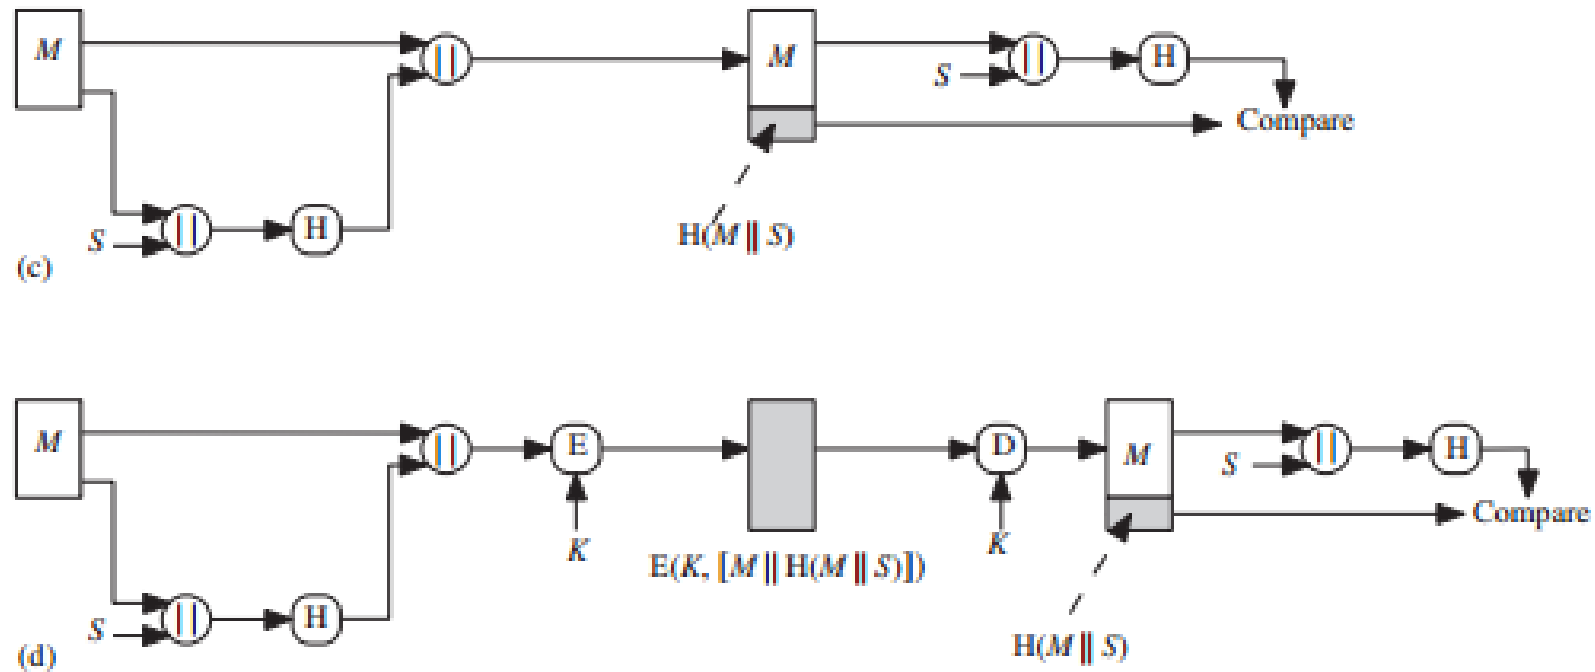 M || M S || H
Compare
S || H
H(M || S)
(c)
M || E D M S || H
K K
Compare
E(K, [M || H(M || S)])
S || H
H(M || S)
(d)